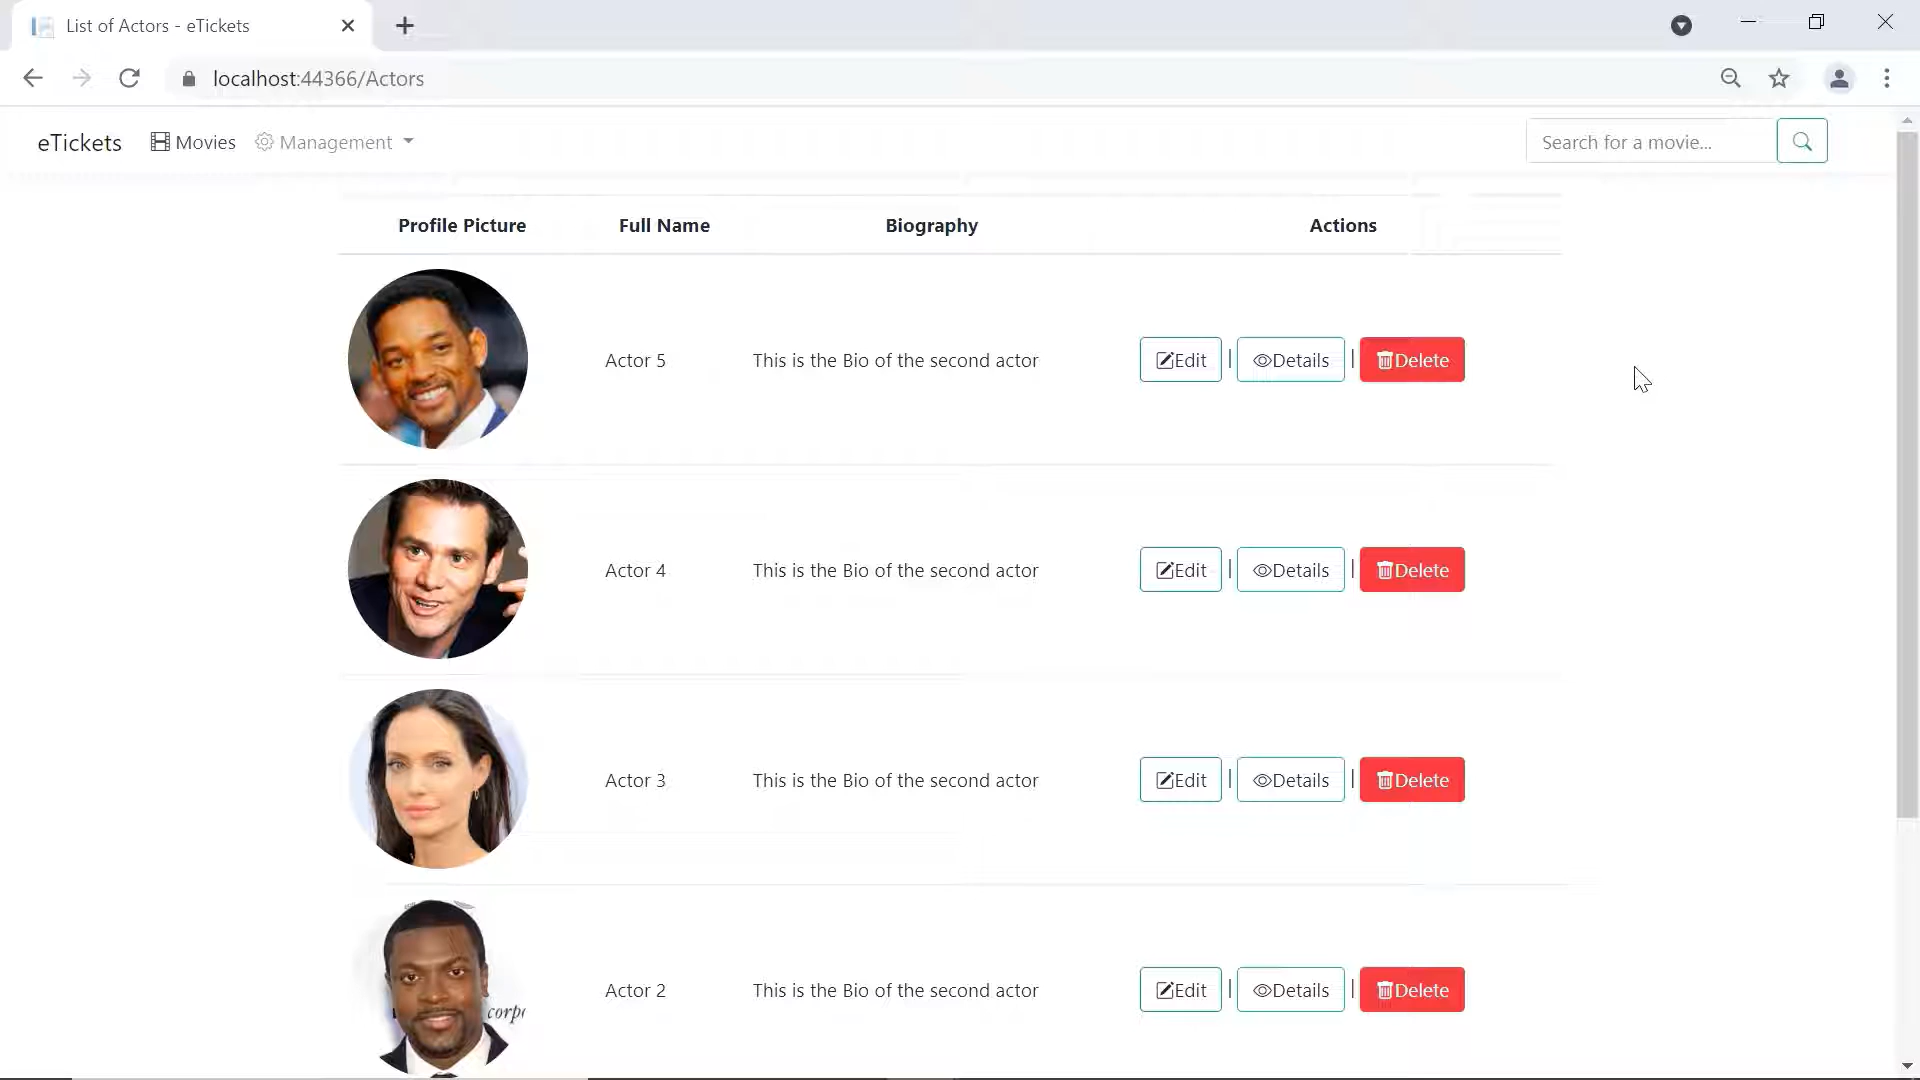 List of Actors - eTickets
localhost:44366/Actors
eTickets Movies Management Search for a movie...
Profile Picture Full Name Biography Actions
Actor 5 This is the Bio of the second actor Edit | Details | Delete
Actor 4 This is the Bio of the second actor Edit | Details | Delete
Actor 3 This is the Bio of the second actor Edit | Details | Delete
Actor 2 This is the Bio of the second actor Edit | Details | Delete